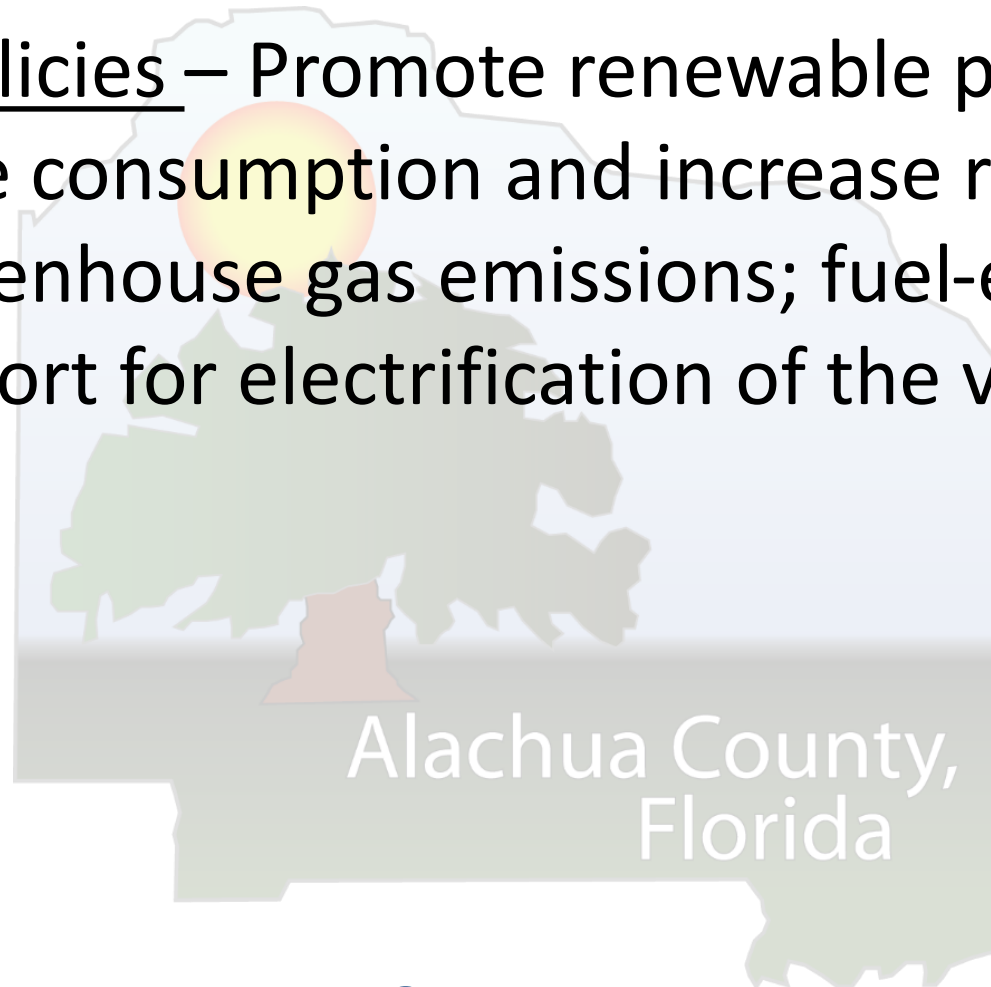 licies – Promote renewable p
e consumption and increase r
enhouse gas emissions; fuel-e
ort for electrification of the v
Alachua County,
Florida